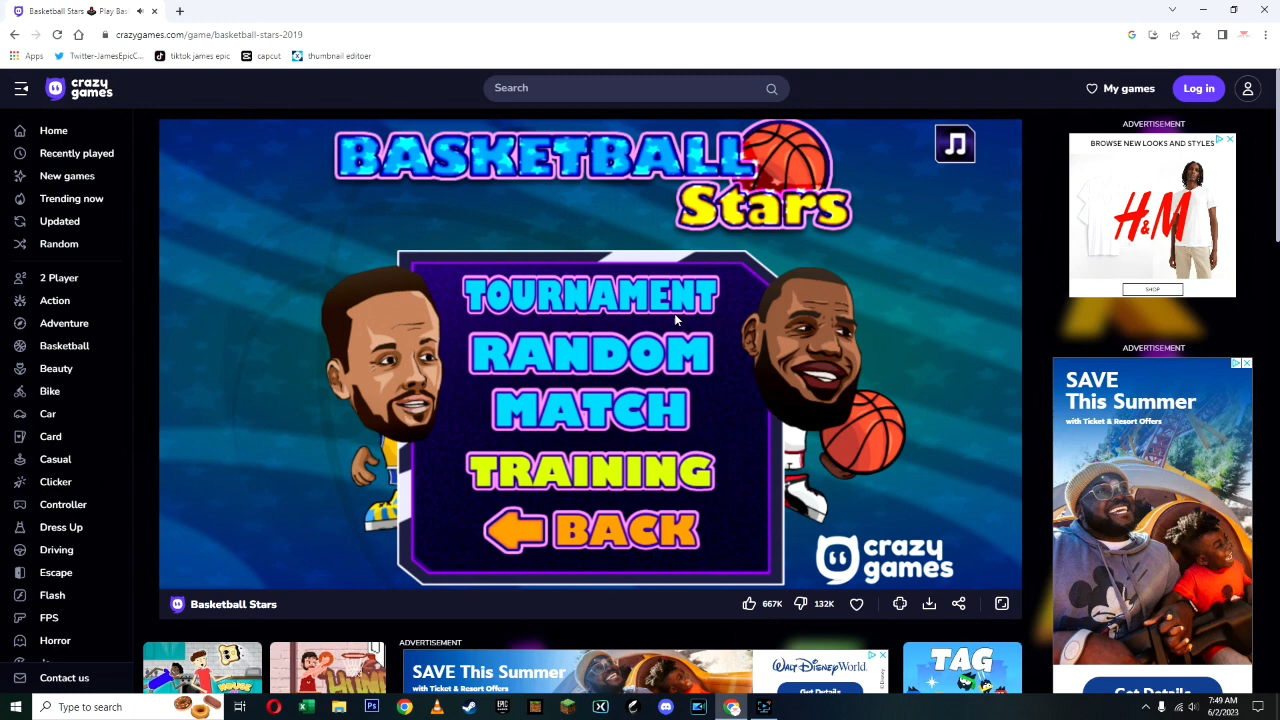 Basketball Stars Play Bas
crazygames.com/game/basketball-stars-2019
Apps
Twitter-JamesEpicC...
tiktok james epic
capcut
thumbnail editoer
crazy
games
Search
My games
Log in
Home
Recently played
New games
Trending now
Updated
Random
2 Player
Action
Adventure
Basketball
Beauty
Bike
Car
Card
Casual
Clicker
Controller
Dress Up
Driving
Escape
Flash
FPS
Horror
Contact us
BASKETBALL
Stars
TOURNAMENT
RANDOM
MATCH
TRAINING
BACK
crazy
games
Basketball Stars
667K
132K
ADVERTISEMENT
BROWSE NEW LOOKS AND STYLES
H&M
SHOP
ADVERTISEMENT
SAVE
This Summer
with Ticket & Resort Offers
Get Details
ADVERTISEMENT
SAVE This Summer
with Ticket & Resort Offers
Walt Disney World
Get Details
©Disney
HOUSE
TAG
Type to search
7:49 AM
6/2/2023